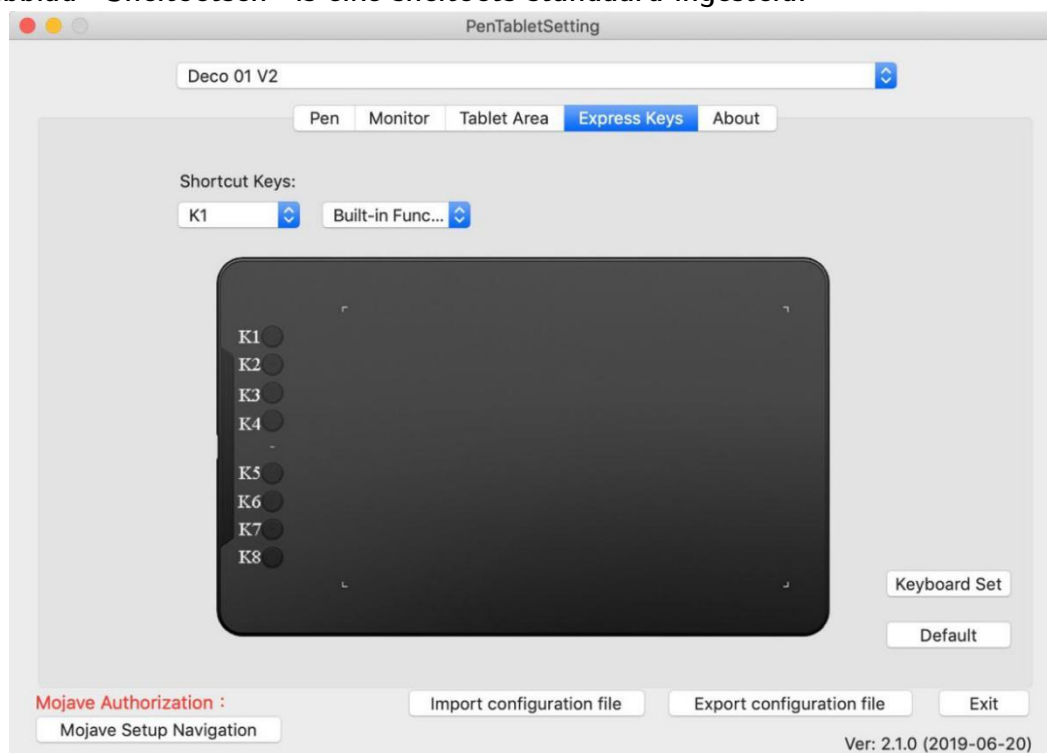 PenTabletSetting
Deco 01 V2
Pen Monitor Tablet Area Express Keys About
Shortcut Keys:
K1 Built-in Func...
K1
K2
K3
K4
K5
K6
K7
K8
Keyboard Set
Default
Mojave Authorization :
Import configuration file Export configuration file Exit
Mojave Setup Navigation
Ver: 2.1.0 (2019-06-20)